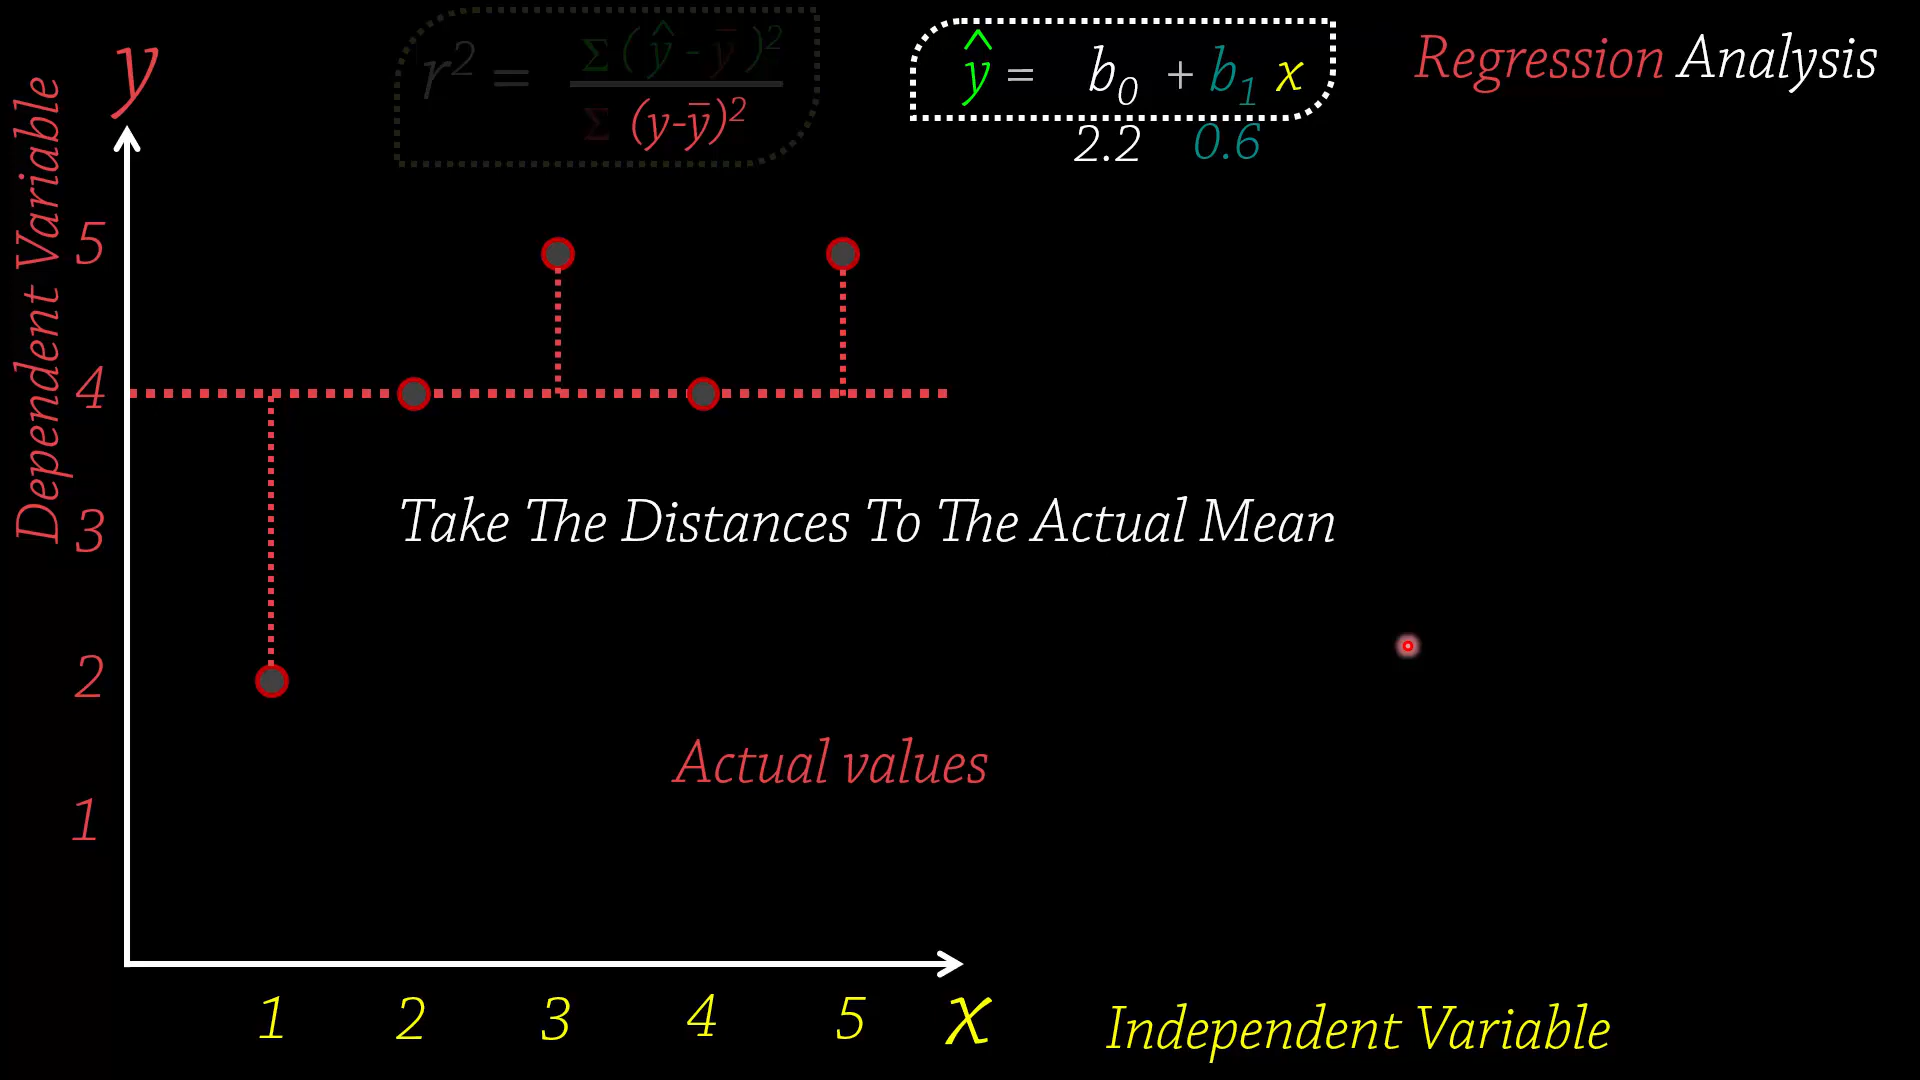 y
r² = Σ (ŷ - ȳ)² / Σ (y-ȳ)²
ŷ = b₀ + b₁ x
2.2 0.6
Regression Analysis
Dependent Variable
5
4
3
2
1
Take The Distances To The Actual Mean
Actual values
1 2 3 4 5 x
Independent Variable